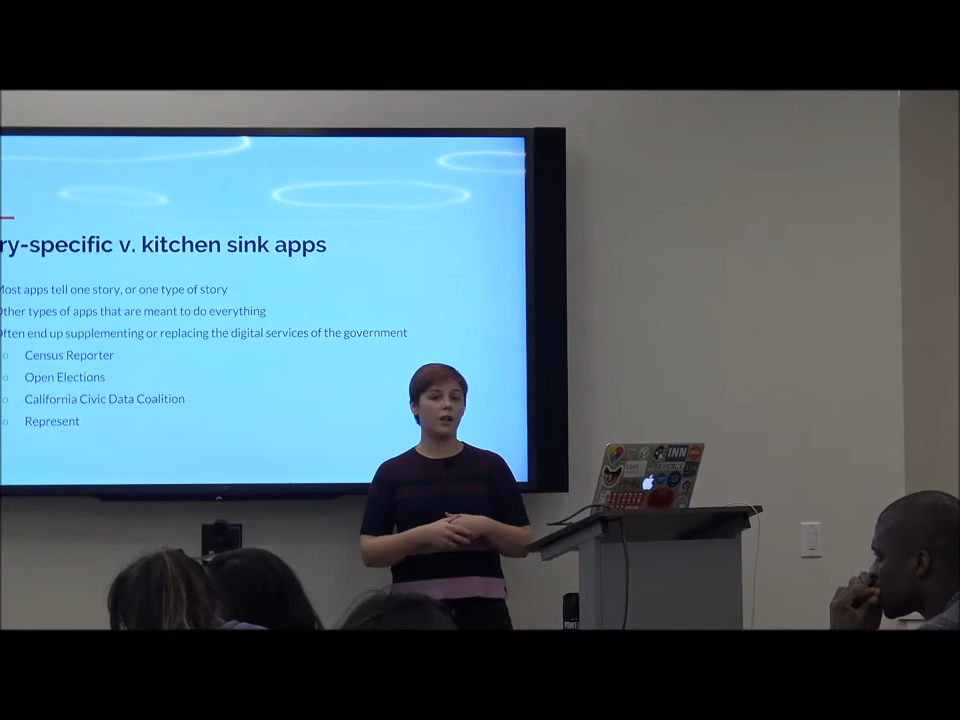 ry-specific v. kitchen sink apps
Most apps tell one story, or one type of story
Other types of apps that are meant to do everything
Often end up supplementing or replacing the digital services of the government
Census Reporter
Open Elections
California Civic Data Coalition
Represent
INN
SOURCE
POWER